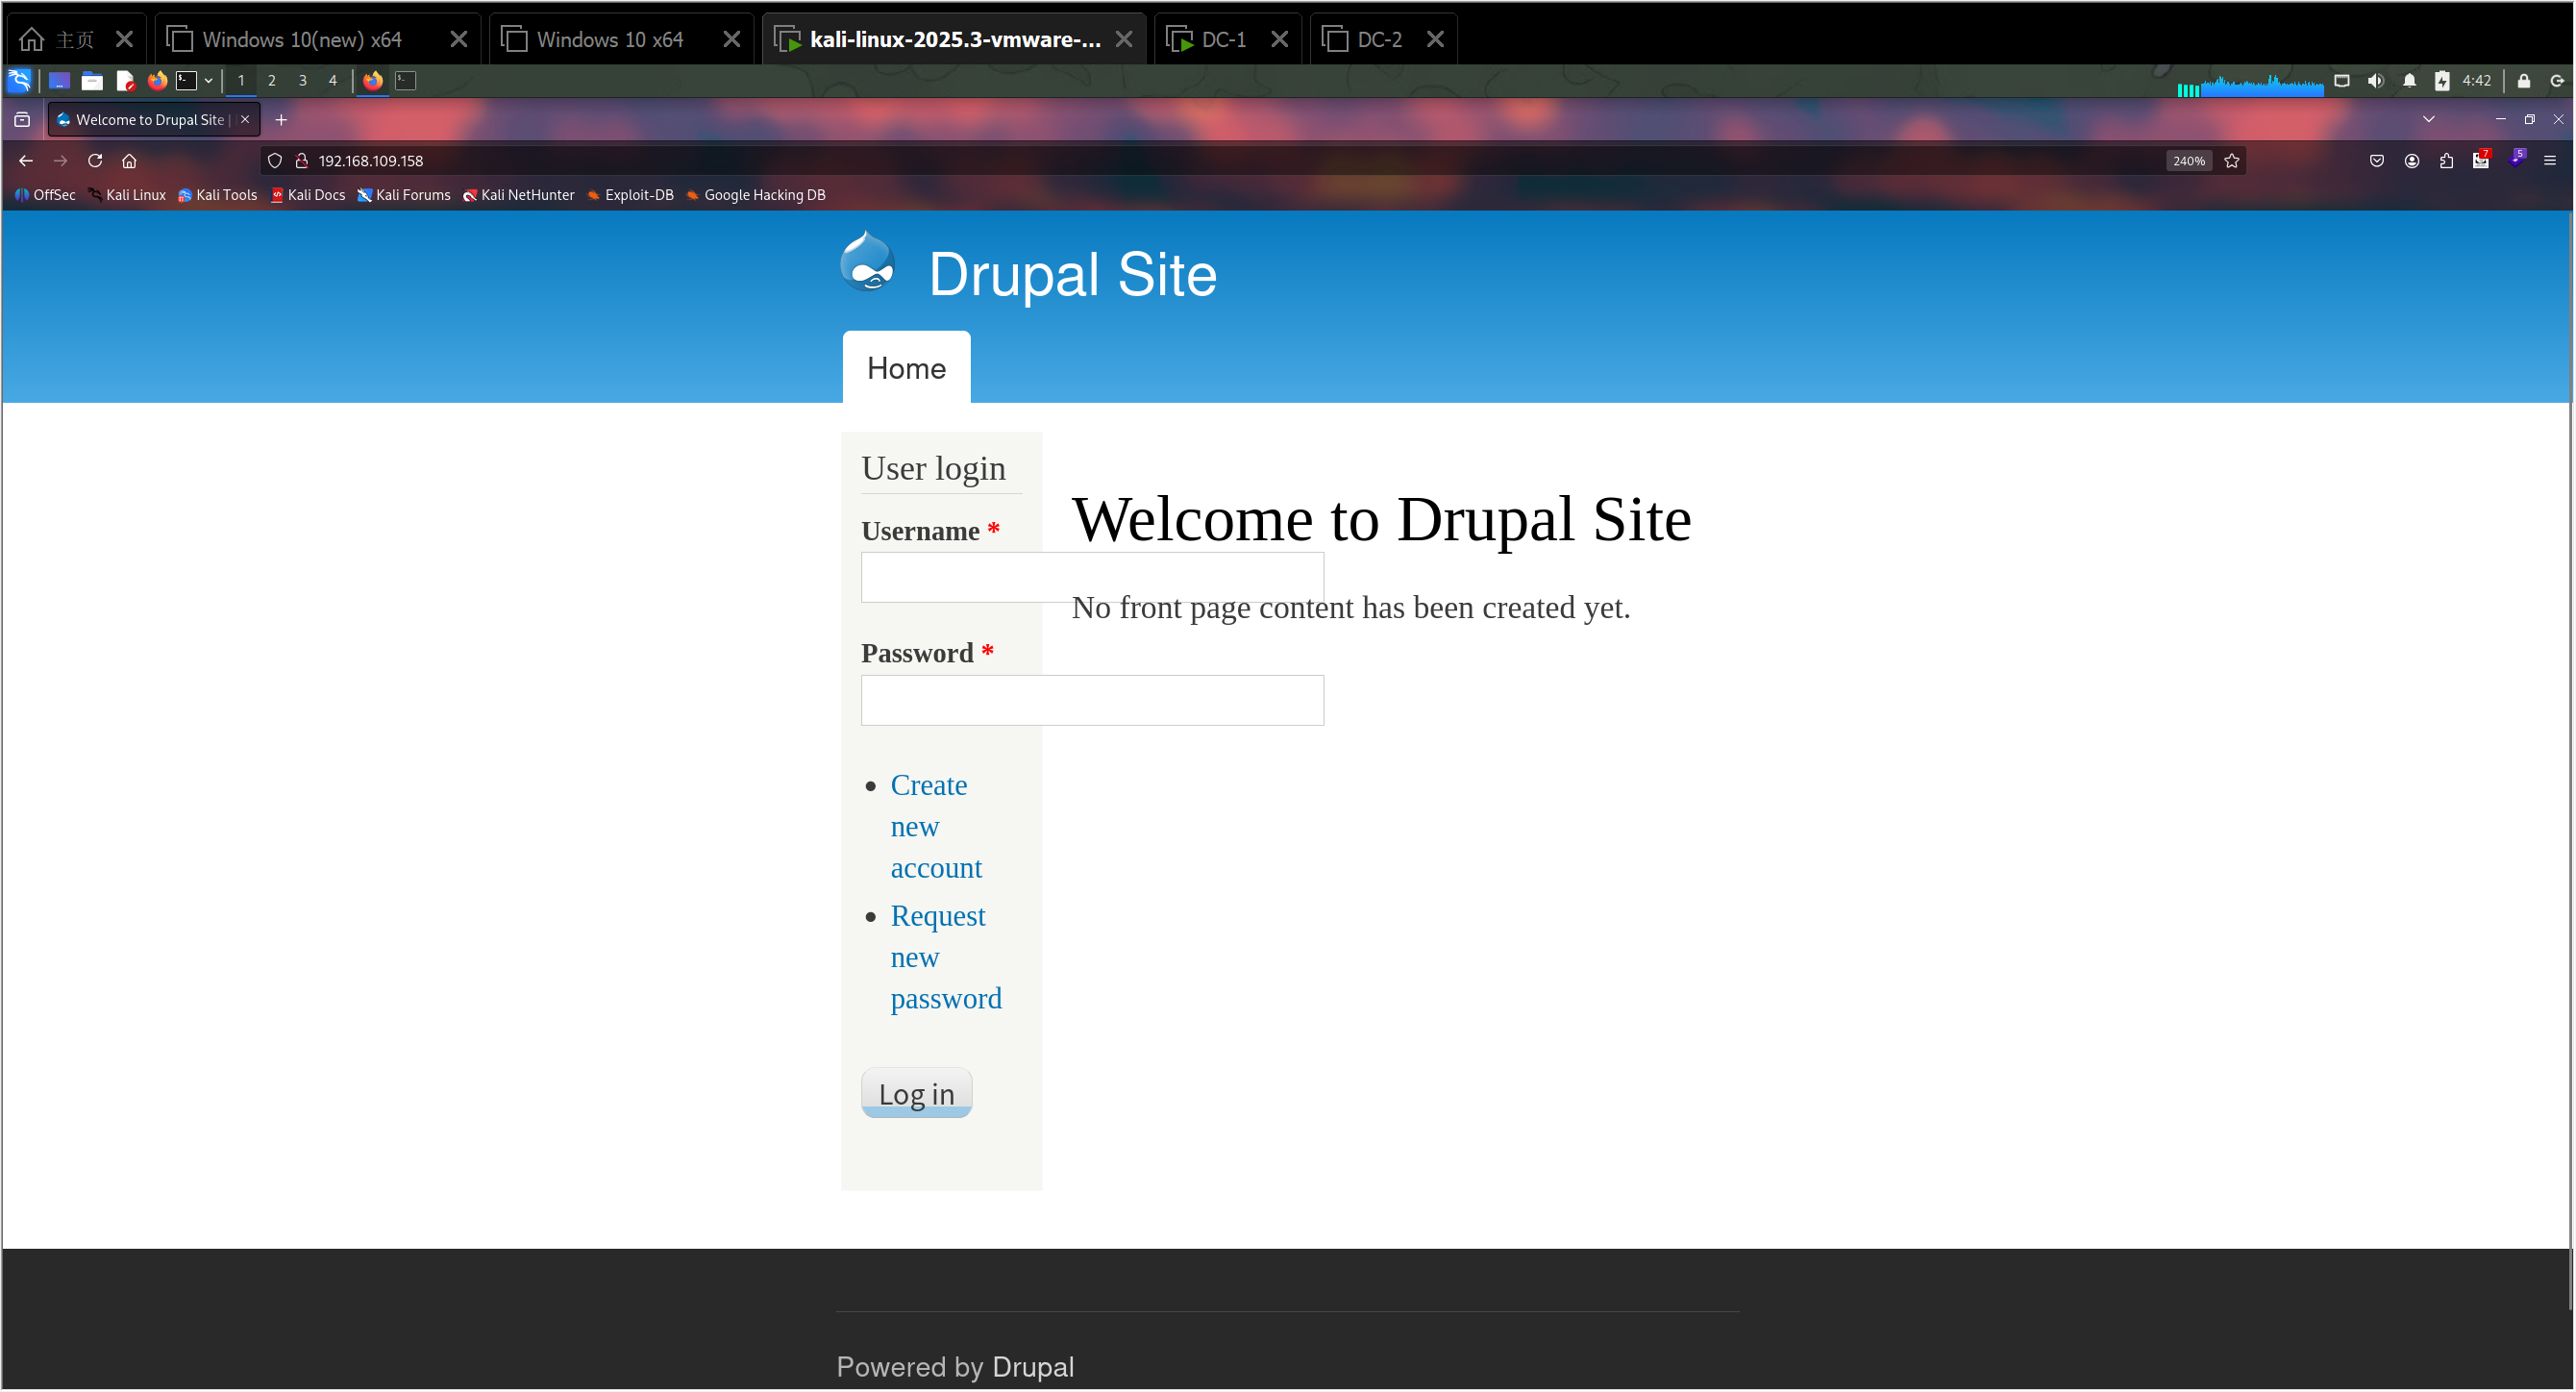 主页
Windows 10(new) x64
Windows 10 x64
kali-linux-2025.3-vmware-...
DC-1
DC-2
1 2 3 4
4:42
Welcome to Drupal Site |
192.168.109.158
240%
7
5
OffSec
Kali Linux
Kali Tools
Kali Docs
Kali Forums
Kali NetHunter
Exploit-DB
Google Hacking DB
Drupal Site
Home
User login
Username *
Password *
Create
new
account
Request
new
password
Log in
Welcome to Drupal Site
No front page content has been created yet.
Powered by Drupal